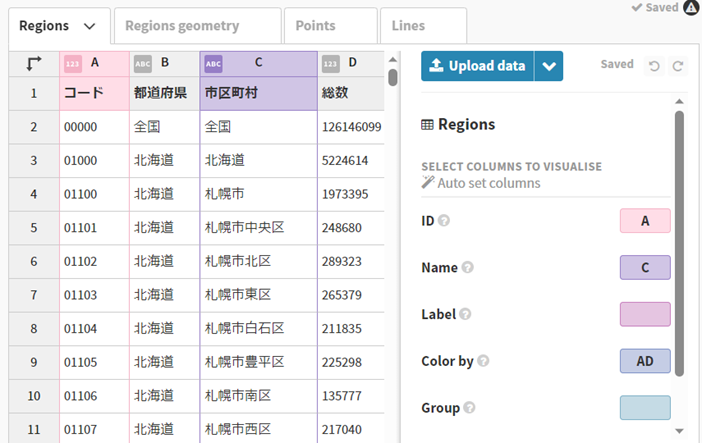 Saved
Regions Regions geometry Points Lines
123 A ABC B ABC C 123 D
1 コード 都道府県 市区町村 総数
2 00000 全国 全国 126146099
3 01000 北海道 北海道 5224614
4 01100 北海道 札幌市 1973395
5 01101 北海道 札幌市中央区 248680
6 01102 北海道 札幌市北区 289323
7 01103 北海道 札幌市東区 265379
8 01104 北海道 札幌市白石区 211835
9 01105 北海道 札幌市豊平区 225298
10 01106 北海道 札幌市南区 135777
11 01107 北海道 札幌市西区 217040
Upload data Saved
Regions
SELECT COLUMNS TO VISUALISE
Auto set columns
ID ? A
Name ? C
Label ?
Color by ? AD
Group ?